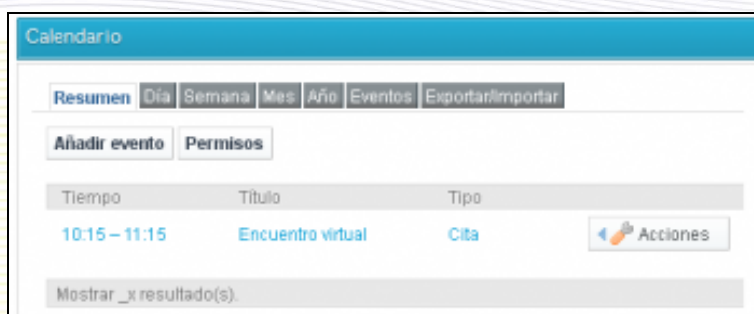 Calendario
Resumen Día Semana Mes Año Eventos Exportar/Importar
Añadir evento Permisos
Tiempo Título Tipo
10:15 – 11:15 Encuentro virtual Cita Acciones
Mostrar _x resultado(s).